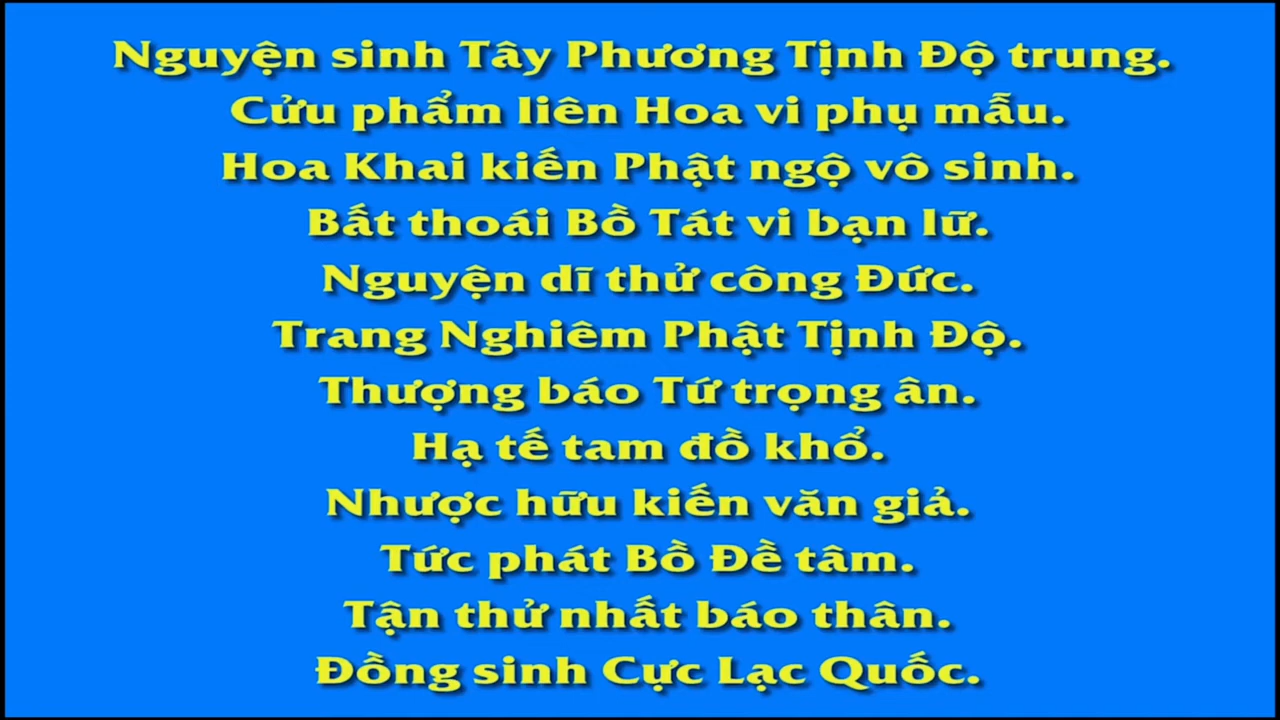 Nguyện sinh Tây Phương Tịnh Độ trung.
Cửu phẩm liên Hoa vi phụ mẫu.
Hoa Khai kiến Phật ngộ vô sinh.
Bất thoái Bồ Tát vi bạn lữ.
Nguyện dĩ thử công Đức.
Trang Nghiêm Phật Tịnh Độ.
Thượng báo Tứ trọng ân.
Hạ tế tam đồ khổ.
Nhược hữu kiến văn giả.
Tức phát Bồ Đề tâm.
Tận thử nhất báo thân.
Đồng sinh Cực Lạc Quốc.